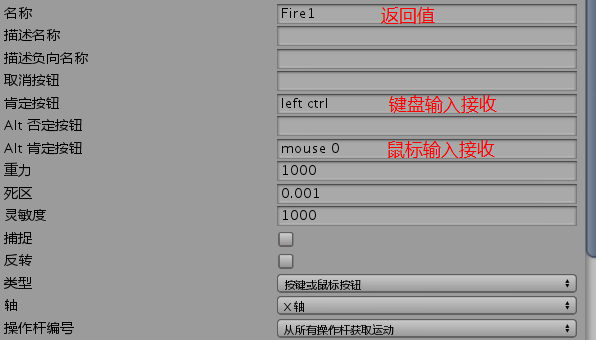 名称 Fire1 返回值
描述名称
描述负向名称
取消按钮
肯定按钮 left ctrl 键盘输入接收
Alt 否定按钮
Alt 肯定按钮 mouse 0 鼠标输入接收
重力 1000
死区 0.001
灵敏度 1000
捕捉
反转
类型 按键或鼠标按钮
轴 X 轴
操作杆编号 从所有操作杆获取运动